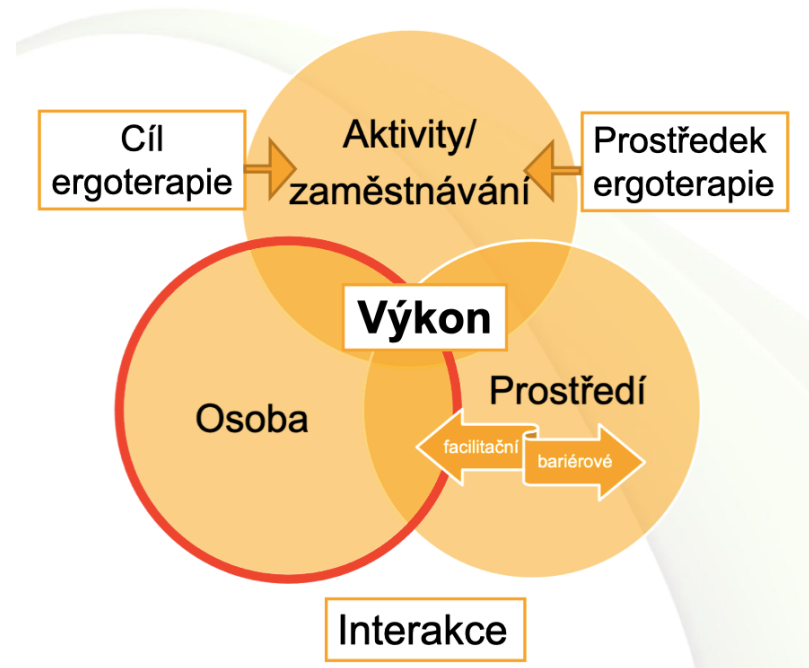 Cíl
ergoterapie
Aktivity/
zaměstnávání
Prostředek
ergoterapie
Výkon
Osoba
Prostředí
facilitační
bariérové
Interakce